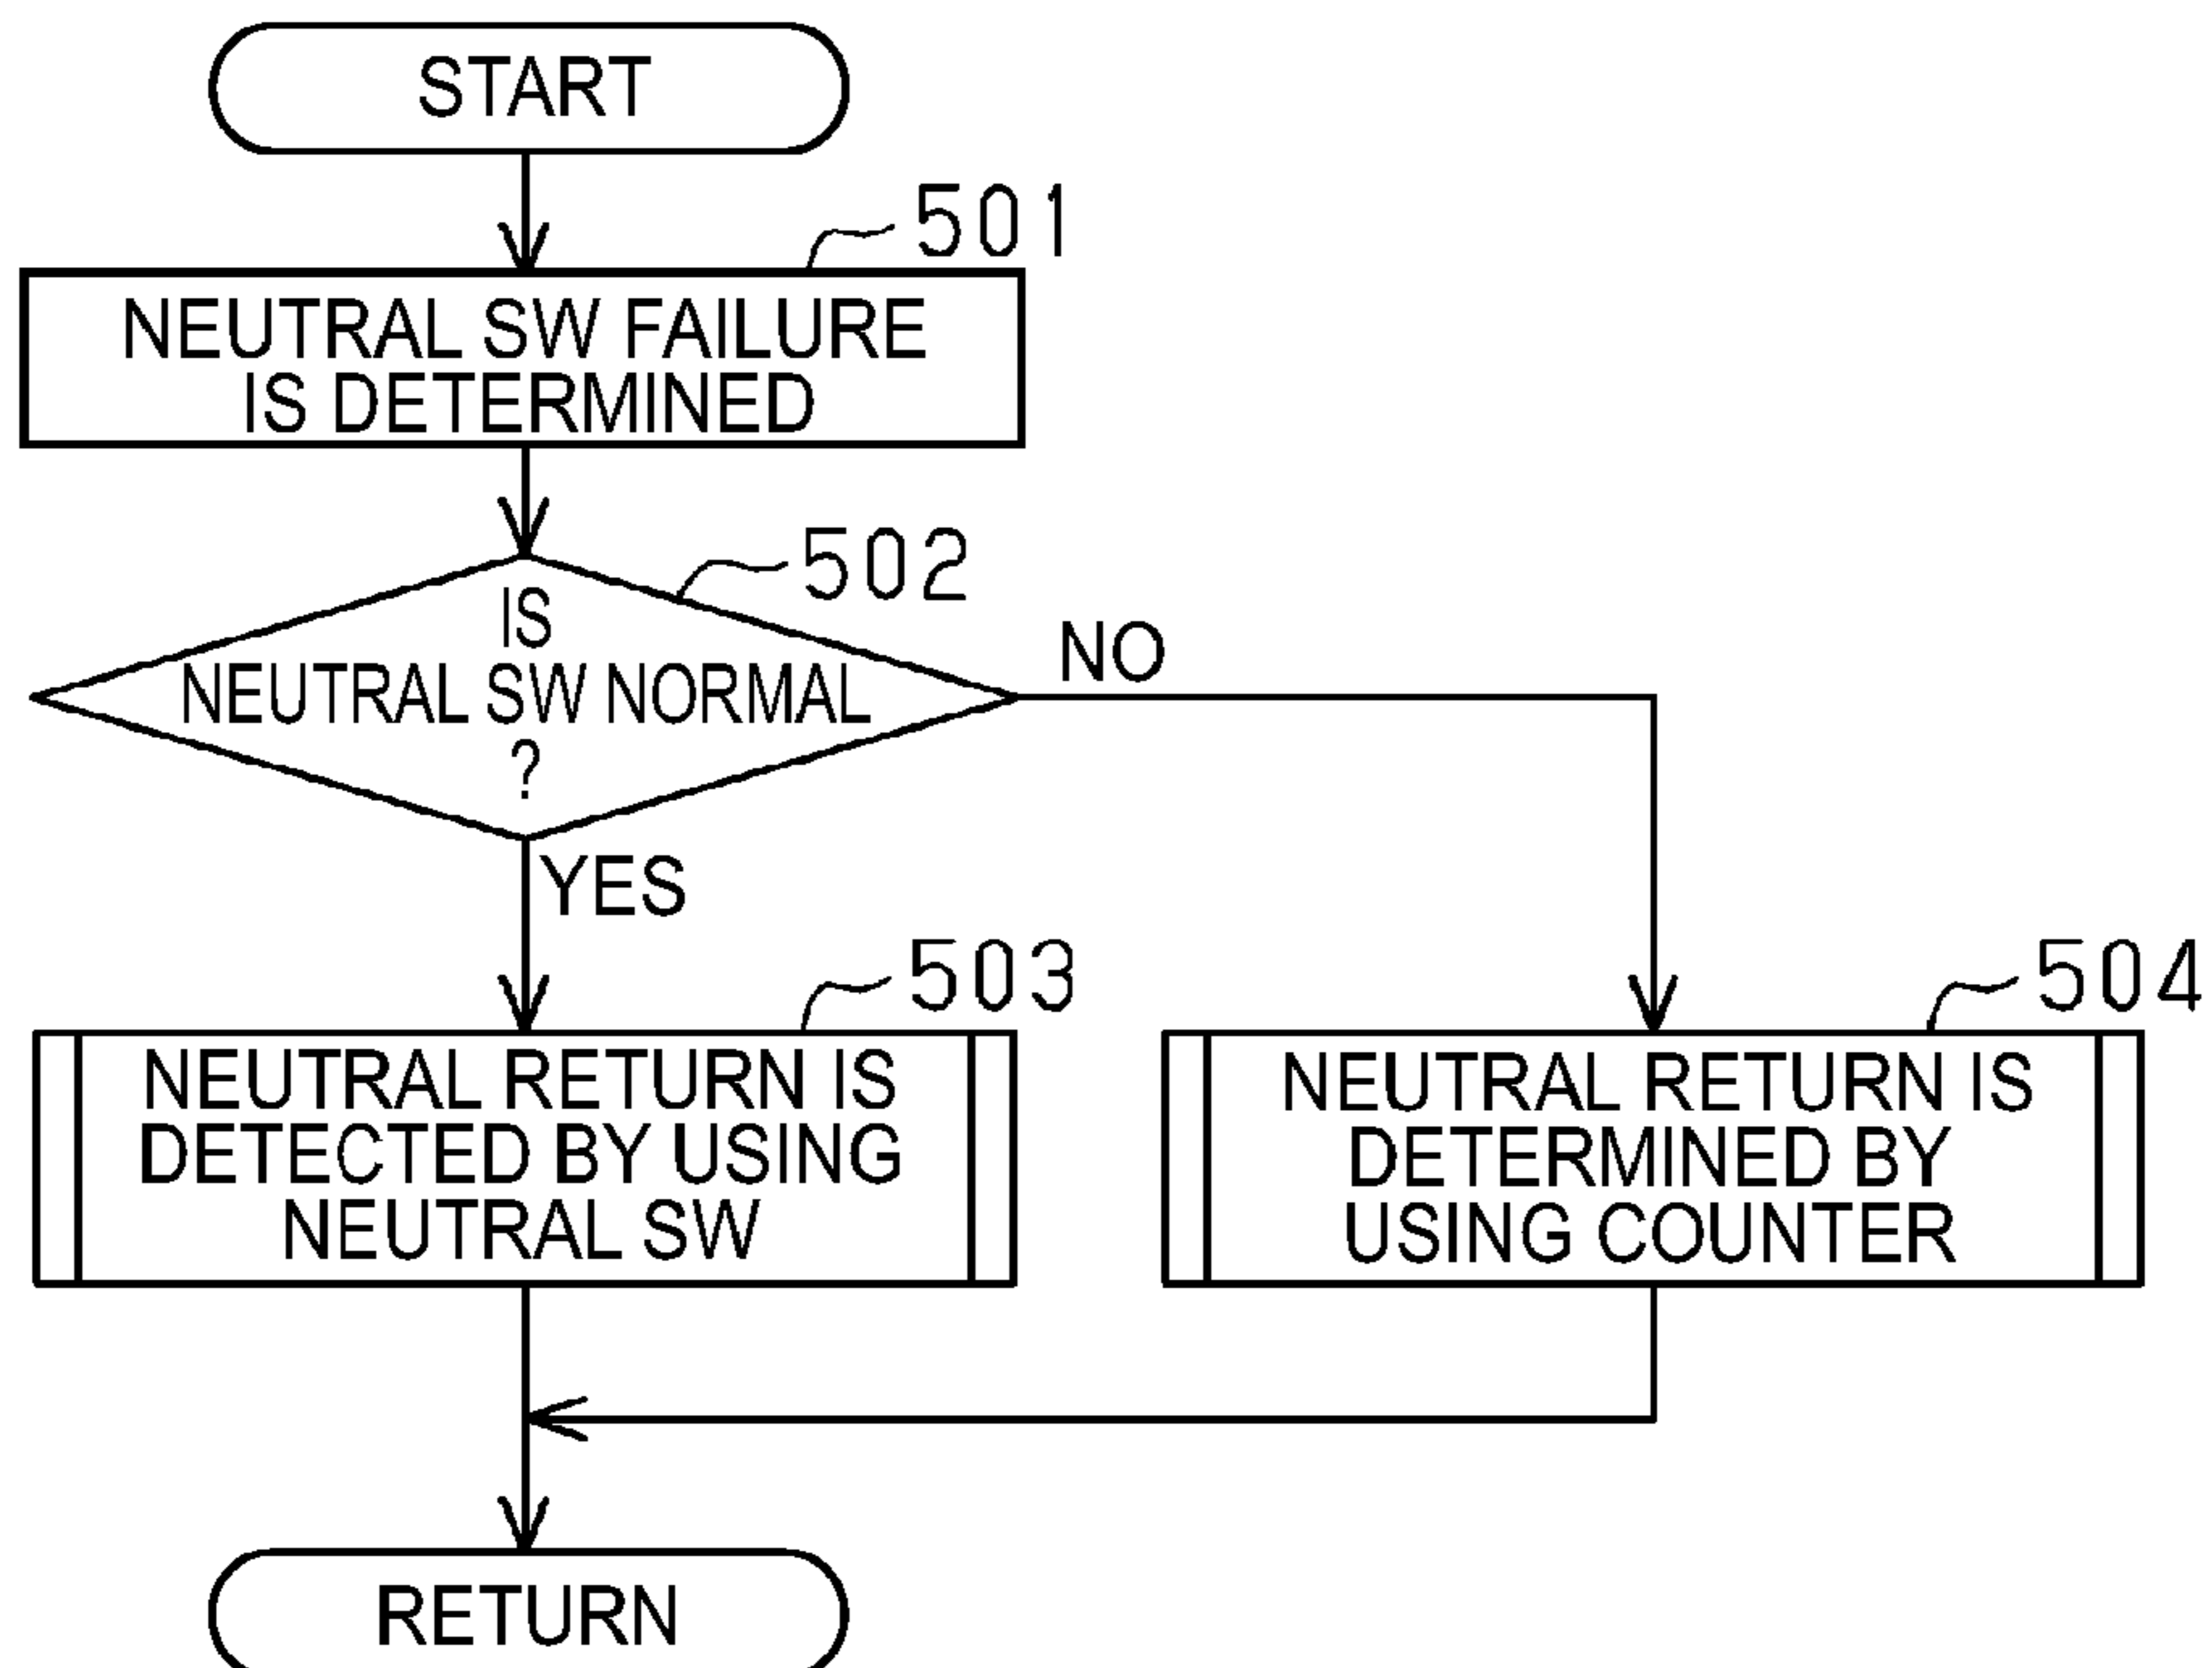 START
501
NEUTRAL SW FAILURE
IS DETERMINED
502
IS
NEUTRAL SW NORMAL
?
NO
YES
503
NEUTRAL RETURN IS
DETECTED BY USING
NEUTRAL SW
504
NEUTRAL RETURN IS
DETERMINED BY
USING COUNTER
RETURN